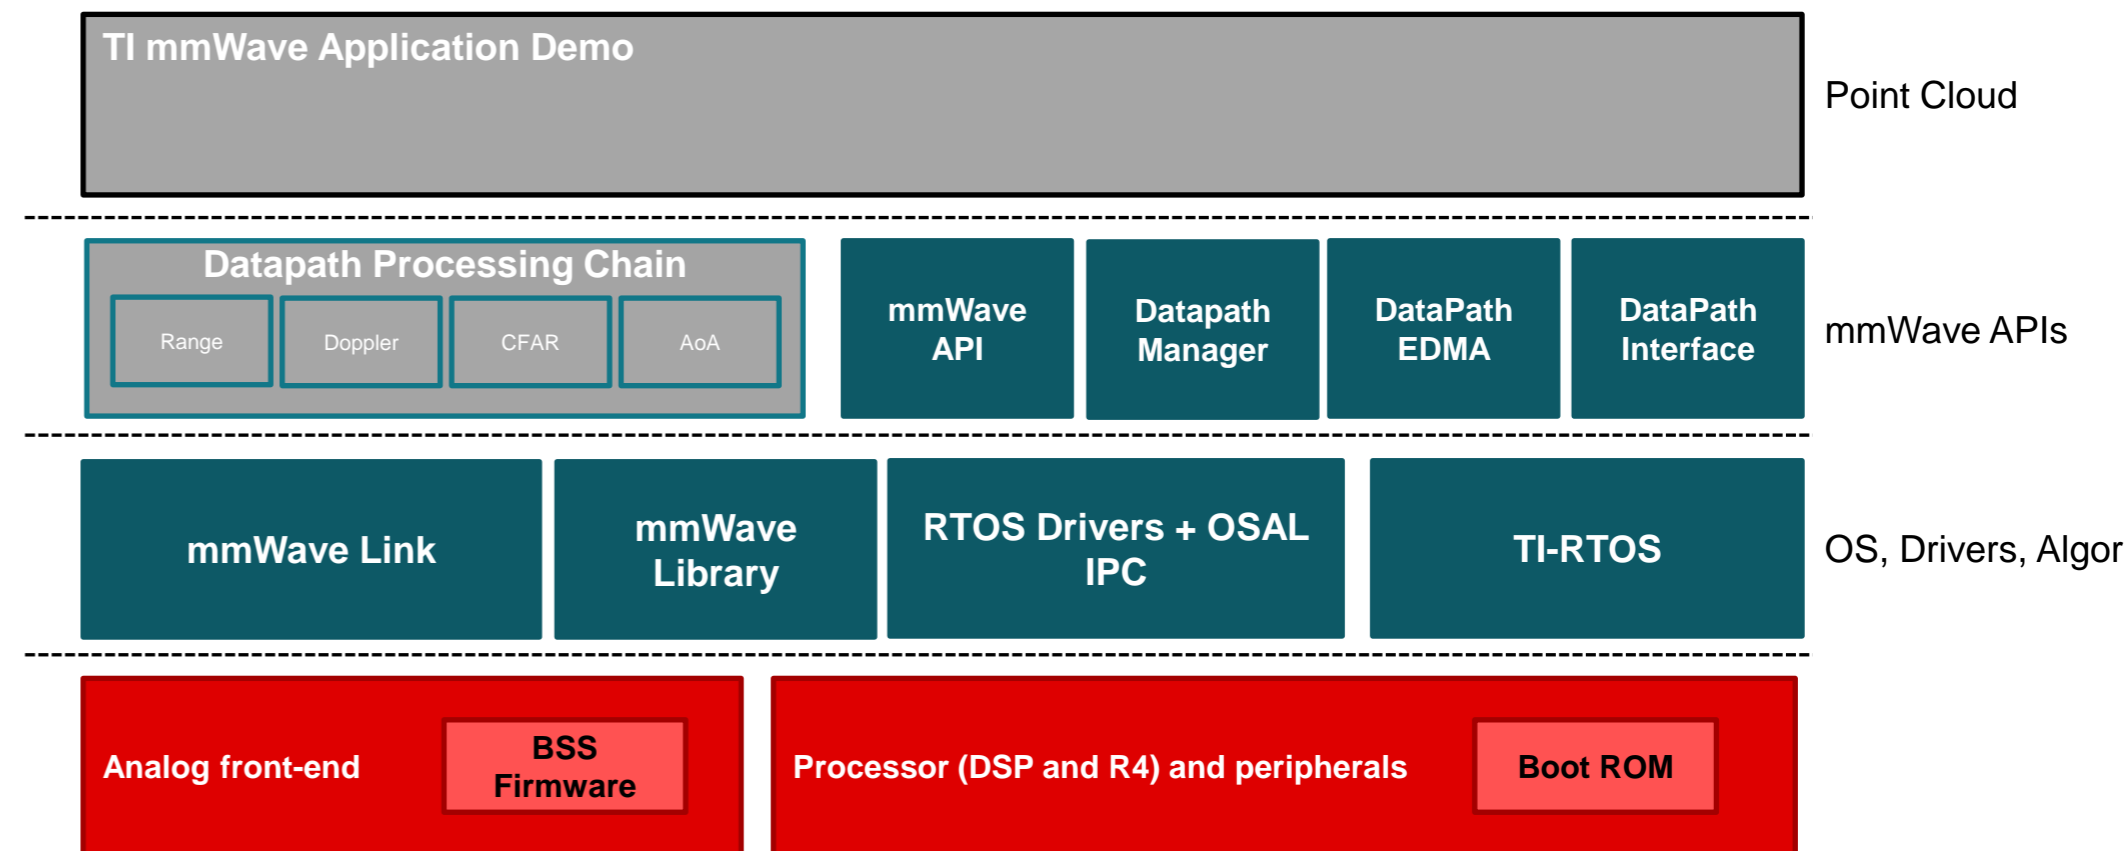 TI mmWave Application Demo
Point Cloud
Datapath Processing Chain
Range
Doppler
CFAR
AoA
mmWave
API
Datapath
Manager
DataPath
EDMA
DataPath
Interface
mmWave APIs
mmWave Link
mmWave
Library
RTOS Drivers + OSAL
IPC
TI-RTOS
OS, Drivers, Algor
Analog front-end
BSS
Firmware
Processor (DSP and R4) and peripherals
Boot ROM